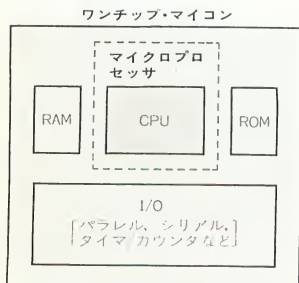 ワンチップ・マイコン
マイクロプロ
セッサ
RAM
CPU
ROM
I/O
[パラレル, シリアル,
タイマ/カウンタなど]